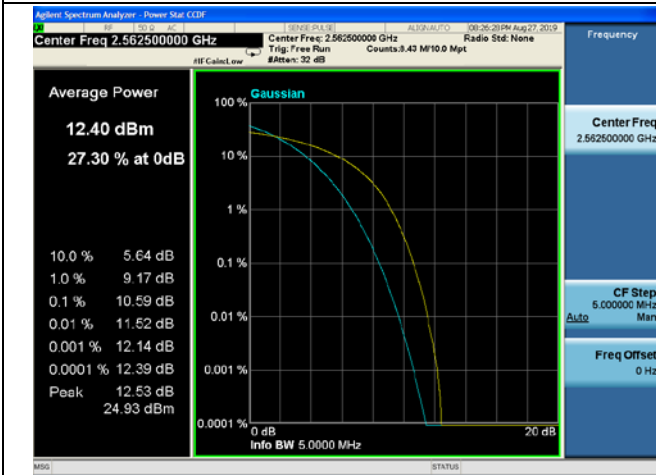 Agilent Spectrum Analyzer - Power Stat CCDF
RF 50 Ω AC SENSE:PULSE ALIGN AUTO 08:26:28 PM Aug 27, 2019
Center Freq 2.562500000 GHz
Center Freq: 2.562500000 GHz Radio Std: None
Trig: Free Run Counts:8.43 M/10.0 Mpt
#IFGain:Low #Atten: 32 dB
Frequency
Average Power
12.40 dBm
27.30 % at 0dB
10.0 % 5.64 dB
1.0 % 9.17 dB
0.1 % 10.59 dB
0.01 % 11.52 dB
0.001 % 12.14 dB
0.0001 % 12.39 dB
Peak 12.53 dB
24.93 dBm
Gaussian
100 %
10 %
1 %
0.1 %
0.01 %
0.001 %
0.0001 %
0 dB 20 dB
Info BW 5.0000 MHz
Center Freq
2.562500000 GHz
CF Step
5.000000 MHz
Auto Man
Freq Offset
0 Hz
MSG STATUS